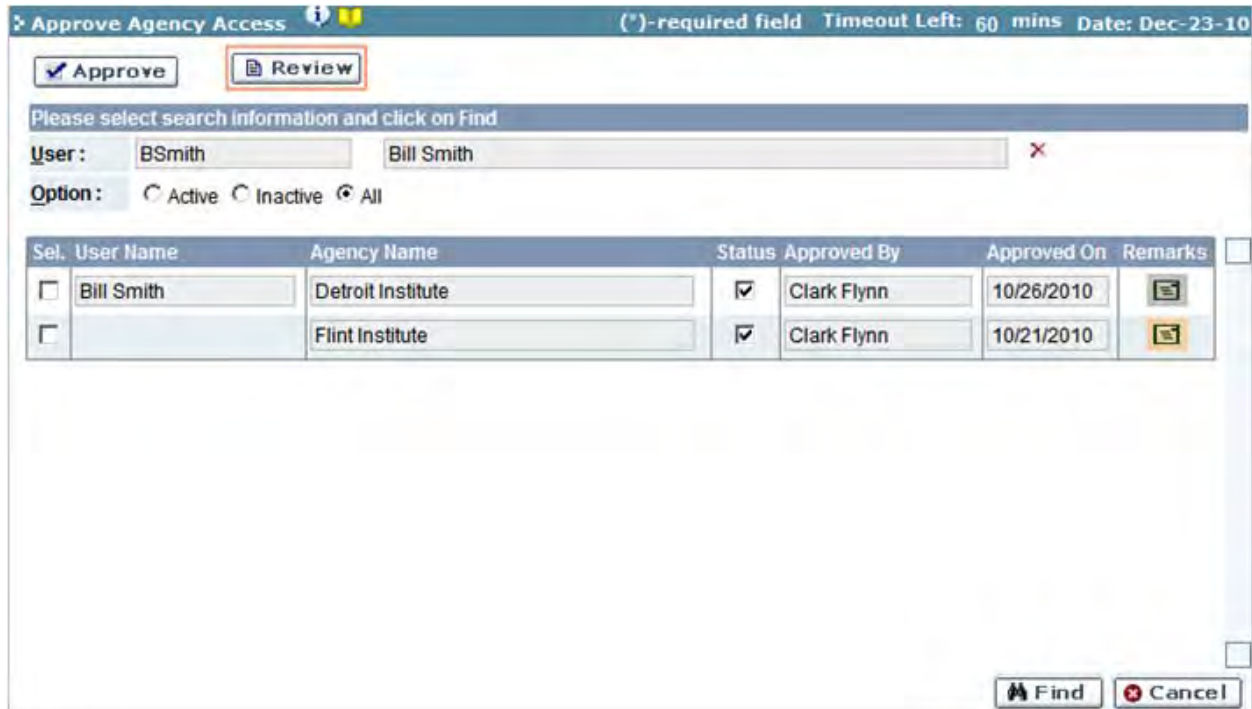 Approve Agency Access (*)-required field Timeout Left: 60 mins Date: Dec-23-10
Approve Review
Please select search information and click on Find
User : BSmith Bill Smith
Option : Active Inactive All
Sel. User Name Agency Name Status Approved By Approved On Remarks
Bill Smith Detroit Institute Clark Flynn 10/26/2010
Flint Institute Clark Flynn 10/21/2010
Find Cancel